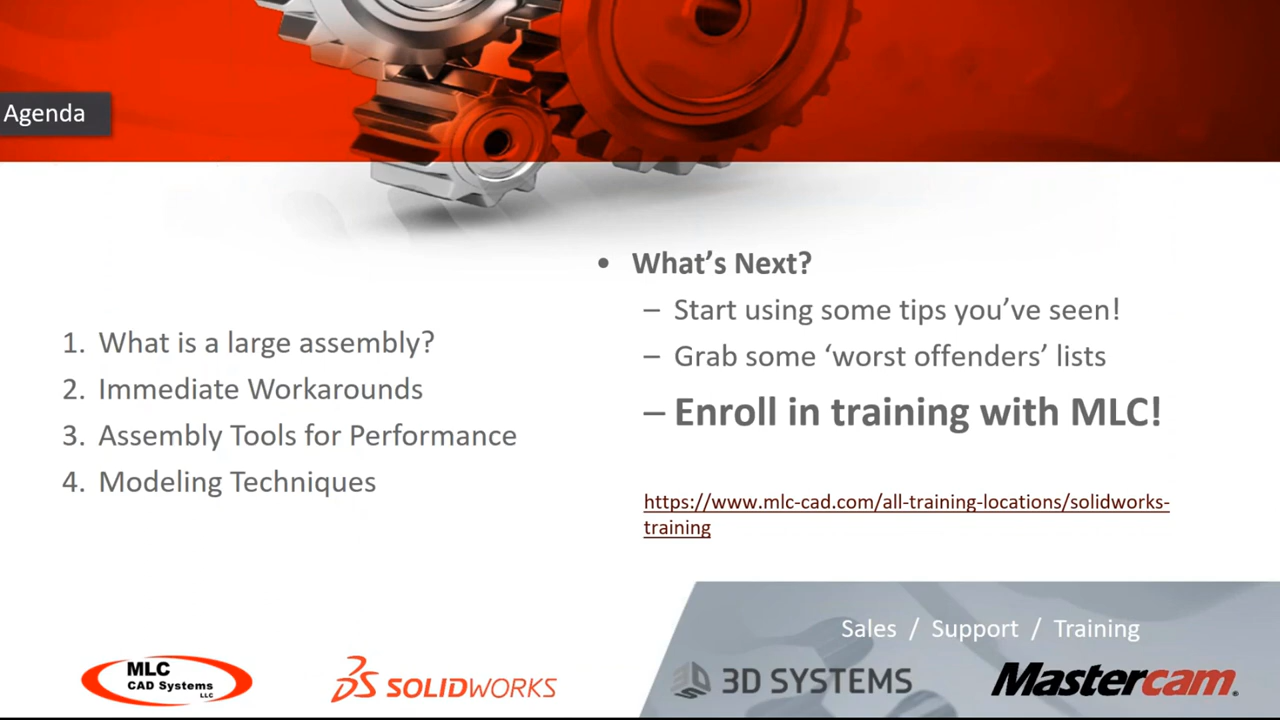 Agenda
1. What is a large assembly?
2. Immediate Workarounds
3. Assembly Tools for Performance
4. Modeling Techniques
• What's Next?
– Start using some tips you've seen!
– Grab some 'worst offenders' lists
– Enroll in training with MLC!
https://www.mlc-cad.com/all-training-locations/solidworks-
training
Sales / Support / Training
MLC
CAD Systems
LLC
SOLIDWORKS
3D SYSTEMS
Mastercam.